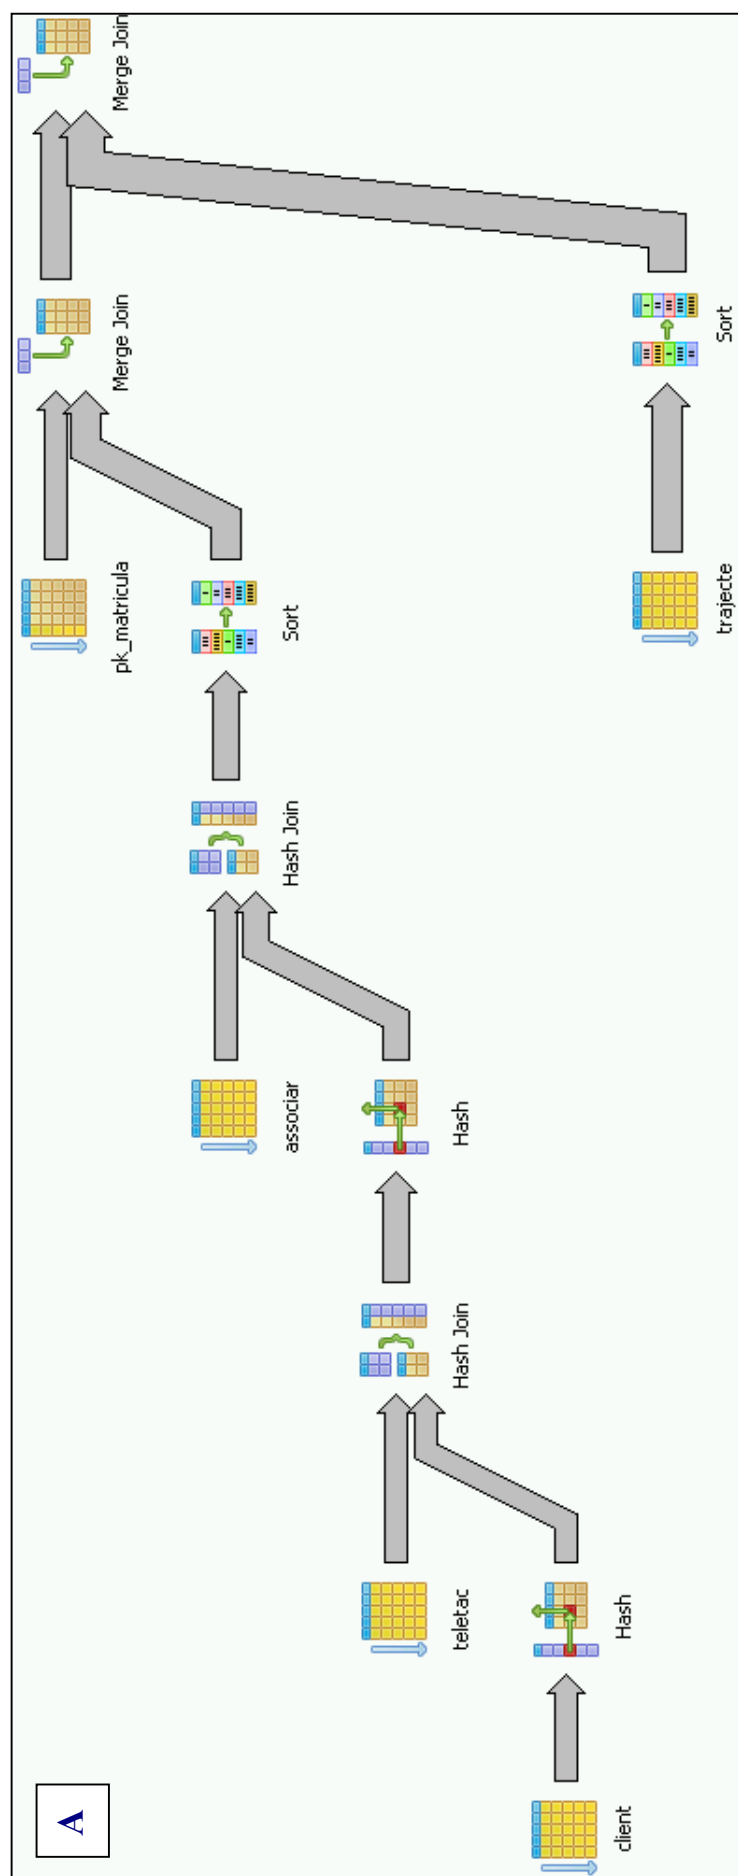 A
client
Hash
teletac
Hash Join
Hash
associar
Hash Join
Sort
pk_matricula
Merge Join
trajecte
Sort
Merge Join